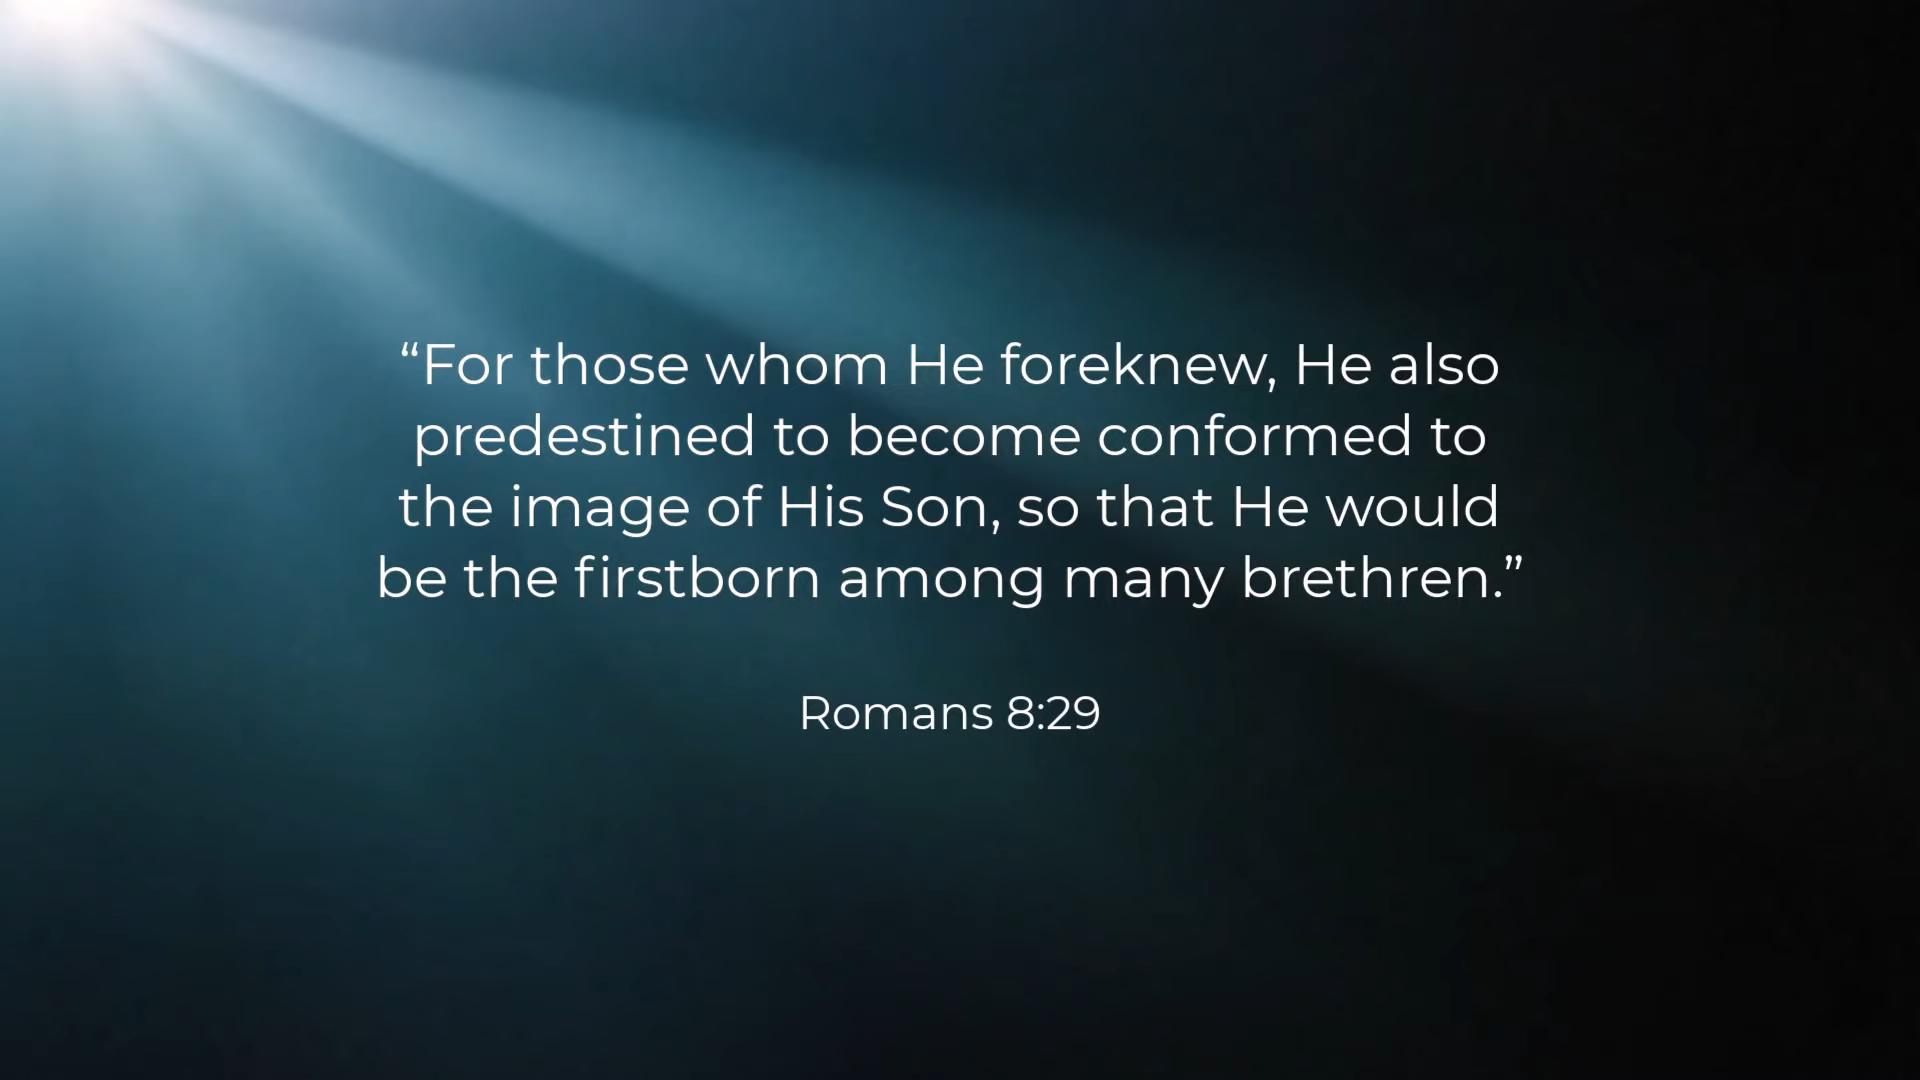 “For those whom He foreknew, He also
predestined to become conformed to
the image of His Son, so that He would
be the firstborn among many brethren.”
Romans 8:29